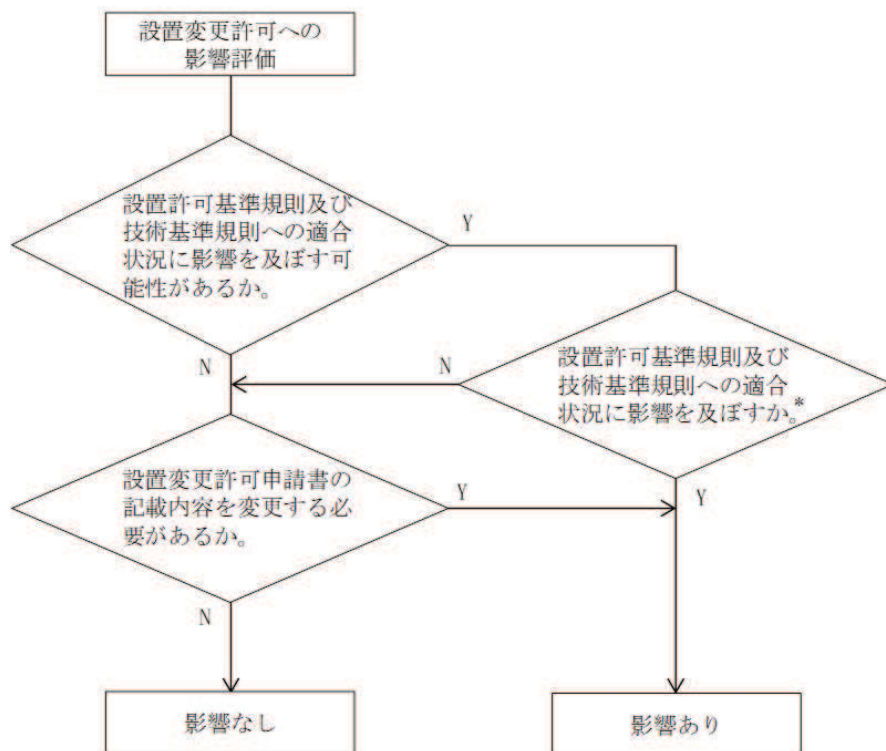 設置変更許可への
影響評価
設置許可基準規則及び
技術基準規則への適合
状況に影響を及ぼす可
能性があるか。
Y
N
設置許可基準規則及び
技術基準規則への適合
状況に影響を及ぼすか。*
N
Y
設置変更許可申請書の
記載内容を変更する必
要があるか。
Y
N
影響なし
影響あり